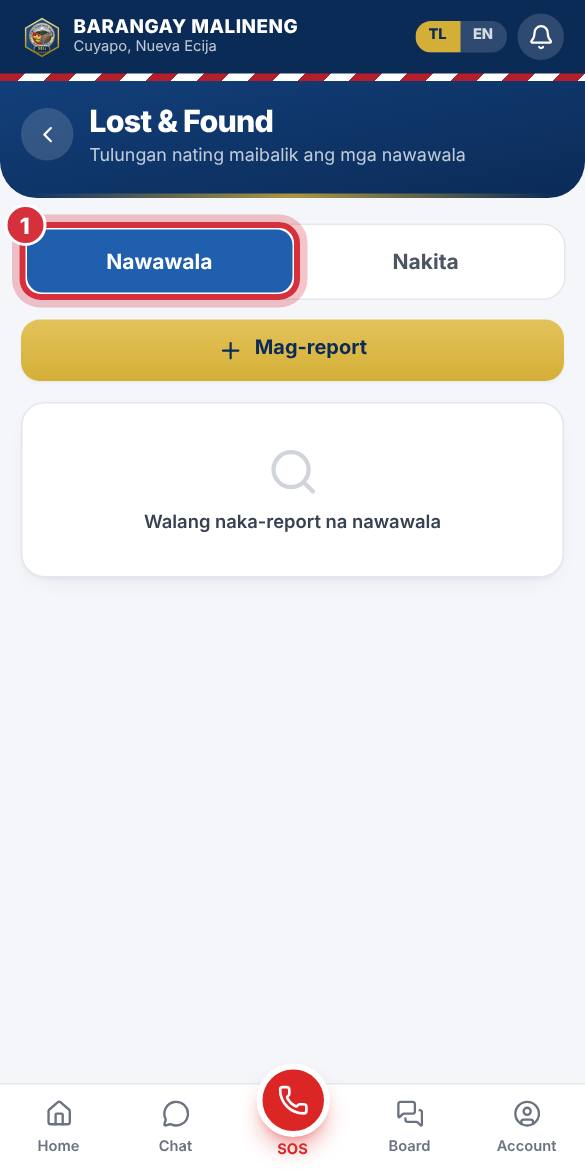 BARANGAY MALINENG
Cuyapo, Nueva Ecija
TL EN
Lost & Found
Tulungan nating maibalik ang mga nawawala
1
Nawawala
Nakita
+ Mag-report
Walang naka-report na nawawala
Home
Chat
SOS
Board
Account